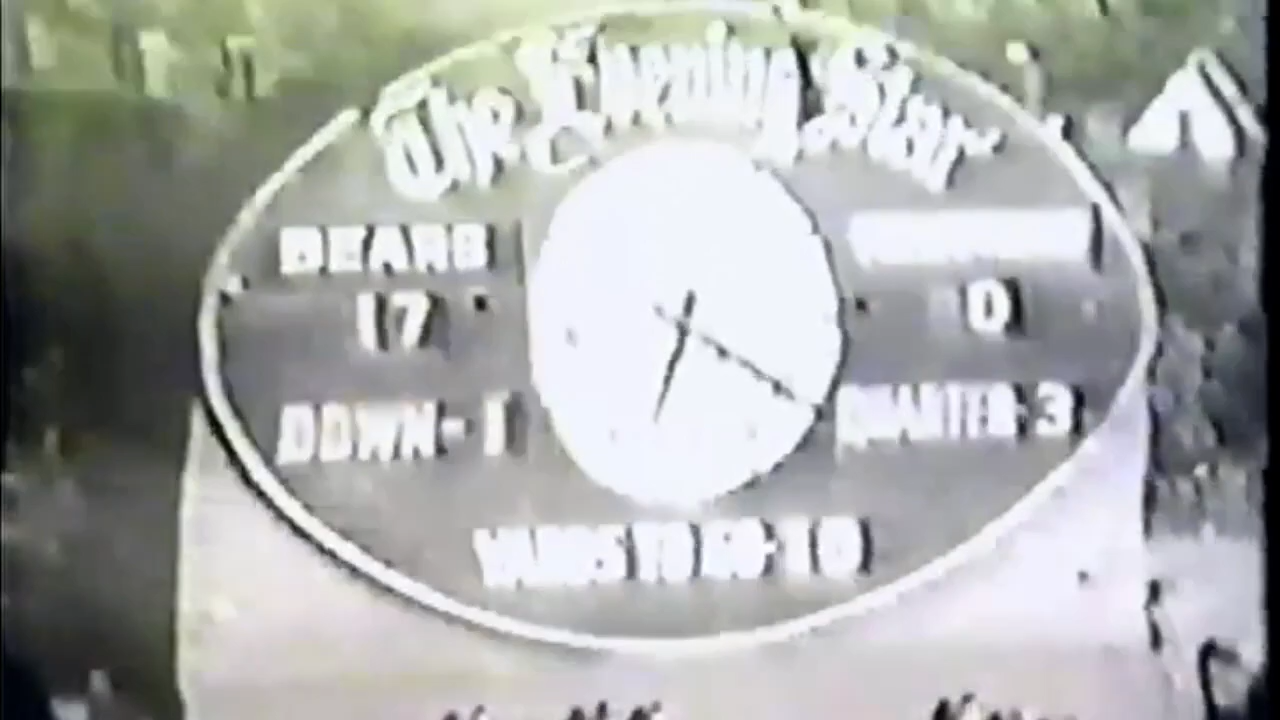 The Evening Star
BEARS
17
0
DOWN-1
QUARTER-3
YARDS TO GO-10